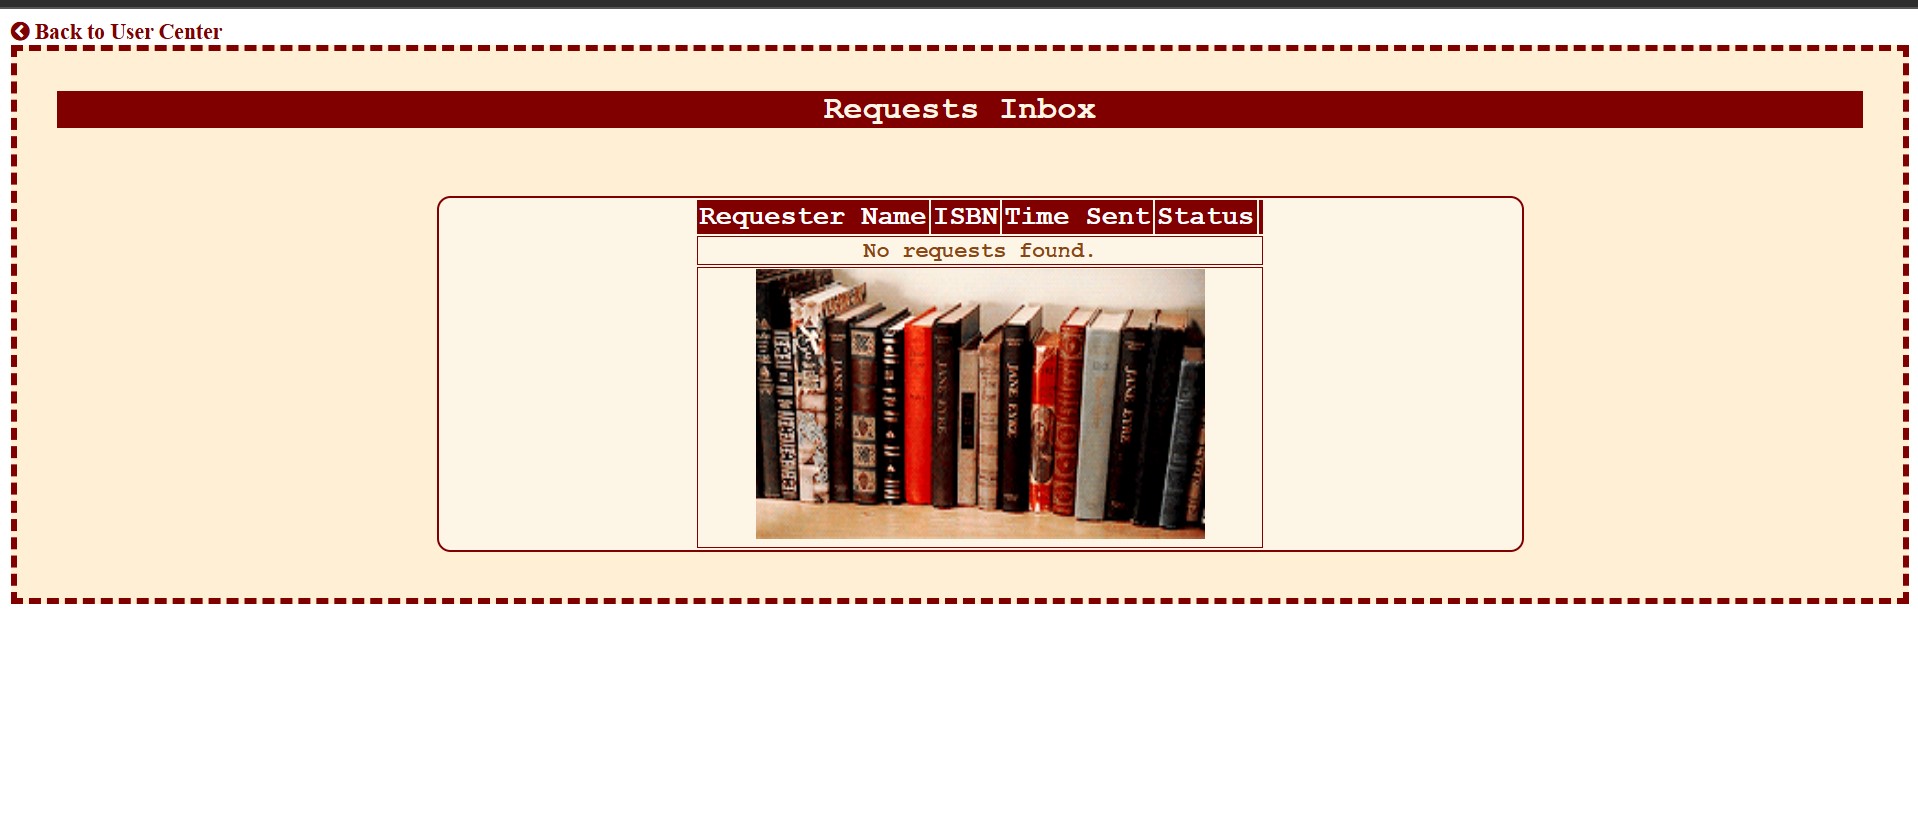 Back to User Center
Requests Inbox
Requester Name ISBN Time Sent Status
No requests found.
JANE EYRE
JANE EYRE
JANE EYRE
JANE EYRE